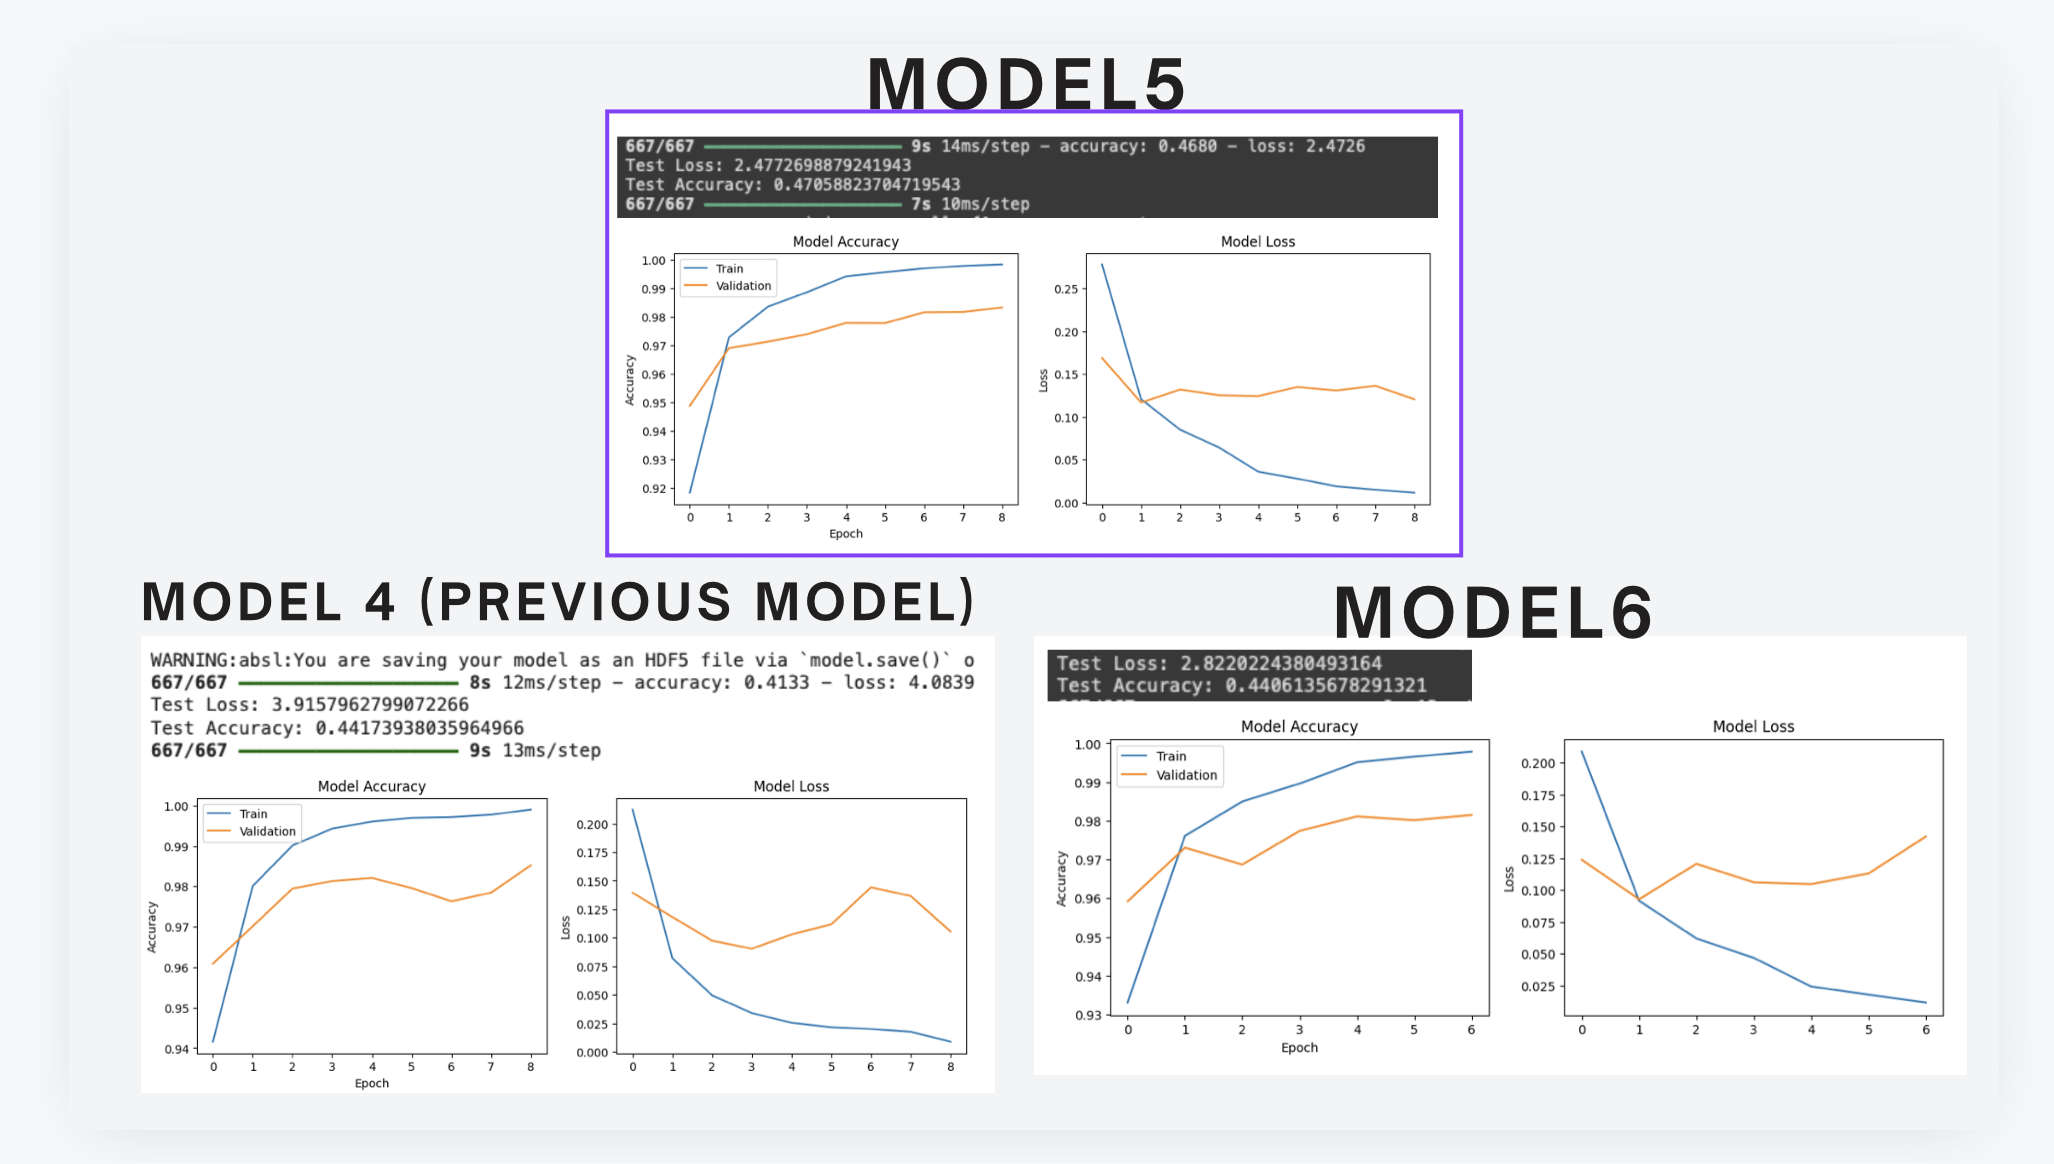 MODEL5
667/667 9s 14ms/step - accuracy: 0.4680 - loss: 2.4726
Test Loss: 2.4772698879241943
Test Accuracy: 0.47058823704719543
667/667 7s 10ms/step
Model Accuracy
1.00
0.99
0.98
0.97
0.96
0.95
0.94
0.93
0.92
Accuracy
Train
Validation
0 1 2 3 4 5 6 7 8
Epoch
Model Loss
0.25
0.20
0.15
0.10
0.05
0.00
Loss
0 1 2 3 4 5 6 7 8
MODEL 4 (PREVIOUS MODEL)
WARNING:absl:You are saving your model as an HDF5 file via `model.save()` o
667/667 8s 12ms/step - accuracy: 0.4133 - loss: 4.0839
Test Loss: 3.9157962799072266
Test Accuracy: 0.44173938035964966
667/667 9s 13ms/step
Model Accuracy
1.00
0.99
0.98
0.97
0.96
0.95
0.94
Accuracy
Train
Validation
0 1 2 3 4 5 6 7 8
Epoch
Model Loss
0.200
0.175
0.150
0.125
0.100
0.075
0.050
0.025
0.000
Loss
0 1 2 3 4 5 6 7 8
MODEL6
Test Loss: 2.8220224380493164
Test Accuracy: 0.4406135678291321
Model Accuracy
1.00
0.99
0.98
0.97
0.96
0.95
0.94
0.93
Accuracy
Train
Validation
0 1 2 3 4 5 6
Epoch
Model Loss
0.200
0.175
0.150
0.125
0.100
0.075
0.050
0.025
Loss
0 1 2 3 4 5 6